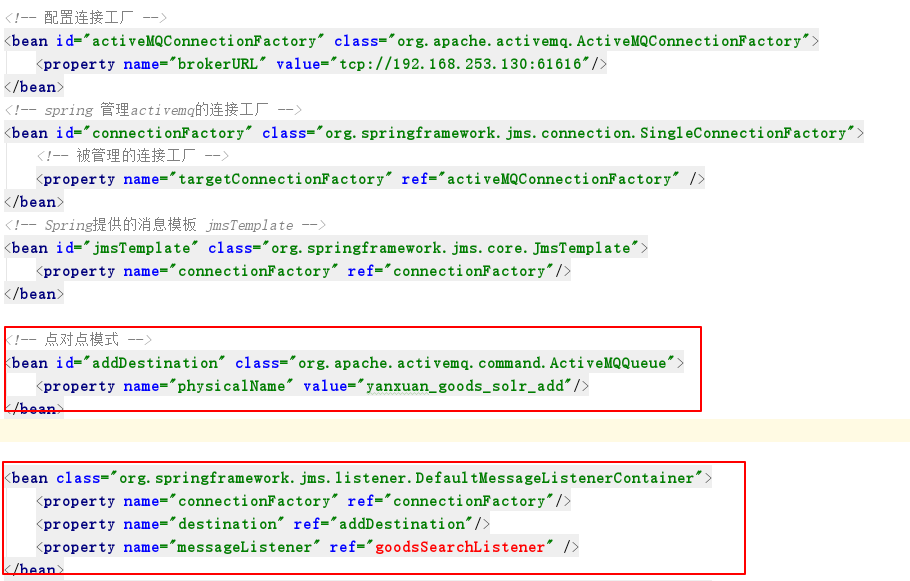 <!-- 配置连接工厂 -->
<bean id="activeMQConnectionFactory" class="org.apache.activemq.ActiveMQConnectionFactory">
<property name="brokerURL" value="tcp://192.168.253.130:61616"/>
</bean>
<!-- spring 管理activemq的连接工厂 -->
<bean id="connectionFactory" class="org.springframework.jms.connection.SingleConnectionFactory">
<!-- 被管理的连接工厂 -->
<property name="targetConnectionFactory" ref="activeMQConnectionFactory" />
</bean>
<!-- Spring提供的消息模板 jmsTemplate -->
<bean id="jmsTemplate" class="org.springframework.jms.core.JmsTemplate">
<property name="connectionFactory" ref="connectionFactory"/>
</bean>
<!-- 点对点模式 -->
<bean id="addDestination" class="org.apache.activemq.command.ActiveMQQueue">
<property name="physicalName" value="yanxuan_goods_solr_add"/>
</bean>
<bean class="org.springframework.jms.listener.DefaultMessageListenerContainer">
<property name="connectionFactory" ref="connectionFactory"/>
<property name="destination" ref="addDestination"/>
<property name="messageListener" ref="goodsSearchListener" />
</bean>